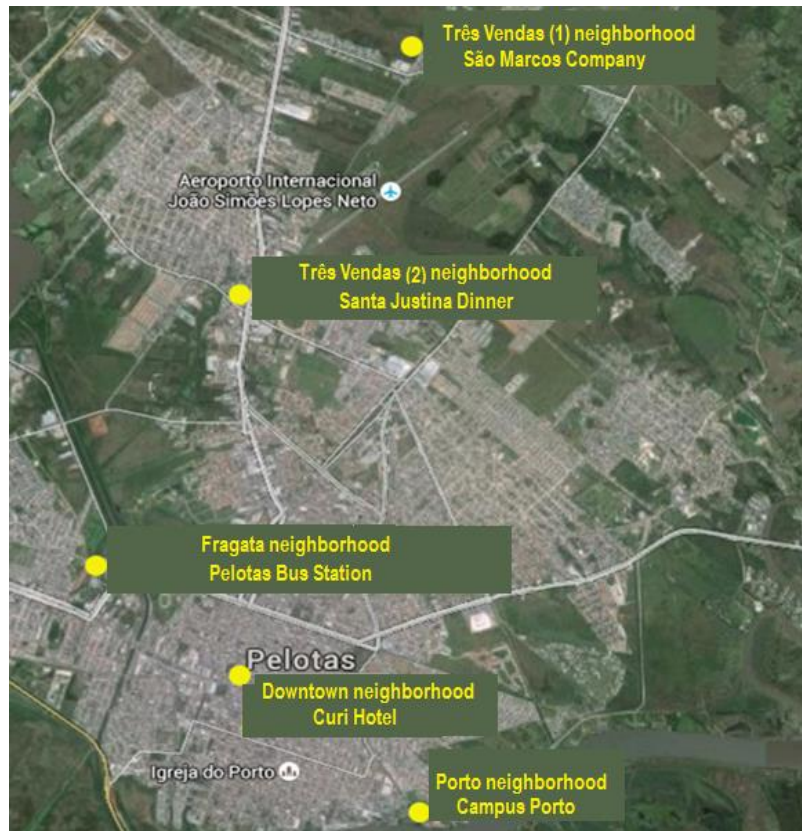 Três Vendas (1) neighborhood
São Marcos Company
Aeroporto Internacional
João Simões Lopes Neto
Três Vendas (2) neighborhood
Santa Justina Dinner
Fragata neighborhood
Pelotas Bus Station
Pelotas
Downtown neighborhood
Curi Hotel
Igreja do Porto
Porto neighborhood
Campus Porto